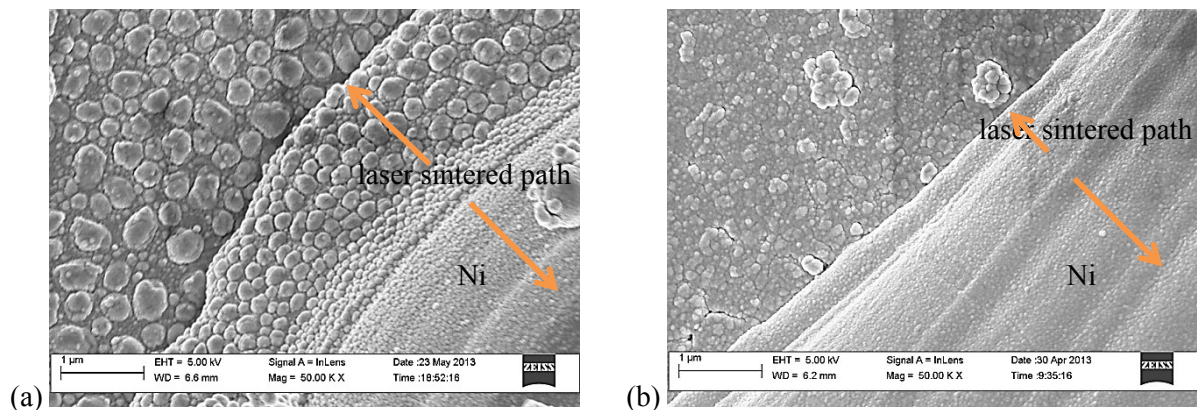 laser sintered path
Ni
1 µm
EHT = 5.00 kV
Signal A = InLens
Date :23 May 2013
WD = 6.6 mm
Mag = 50.00 K X
Time :18:52:16
ZEISS
(a)
laser sintered path
Ni
1 µm
EHT = 5.00 kV
Signal A = InLens
Date :30 Apr 2013
WD = 6.2 mm
Mag = 50.00 K X
Time :9:35:16
ZEISS
(b)